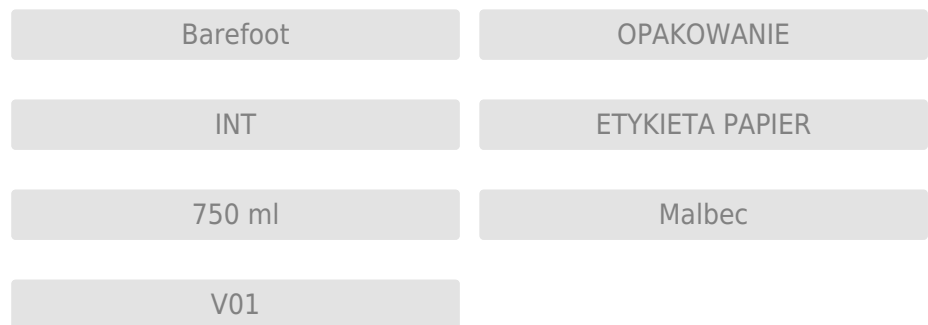 Barefoot
OPAKOWANIE
INT
ETYKIETA PAPIER
750 ml
Malbec
V01